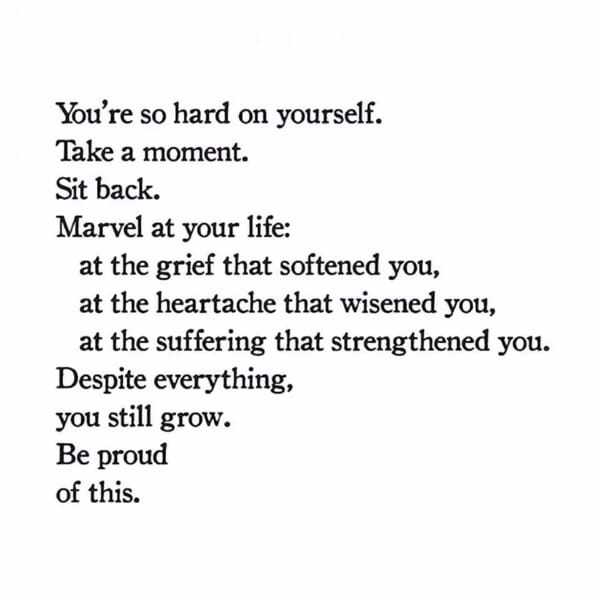 You're so hard on yourself.
Take a moment.
Sit back.
Marvel at your life:
at the grief that softened you,
at the heartache that wisened you,
at the suffering that strengthened you.
Despite everything,
you still grow.
Be proud
of this.